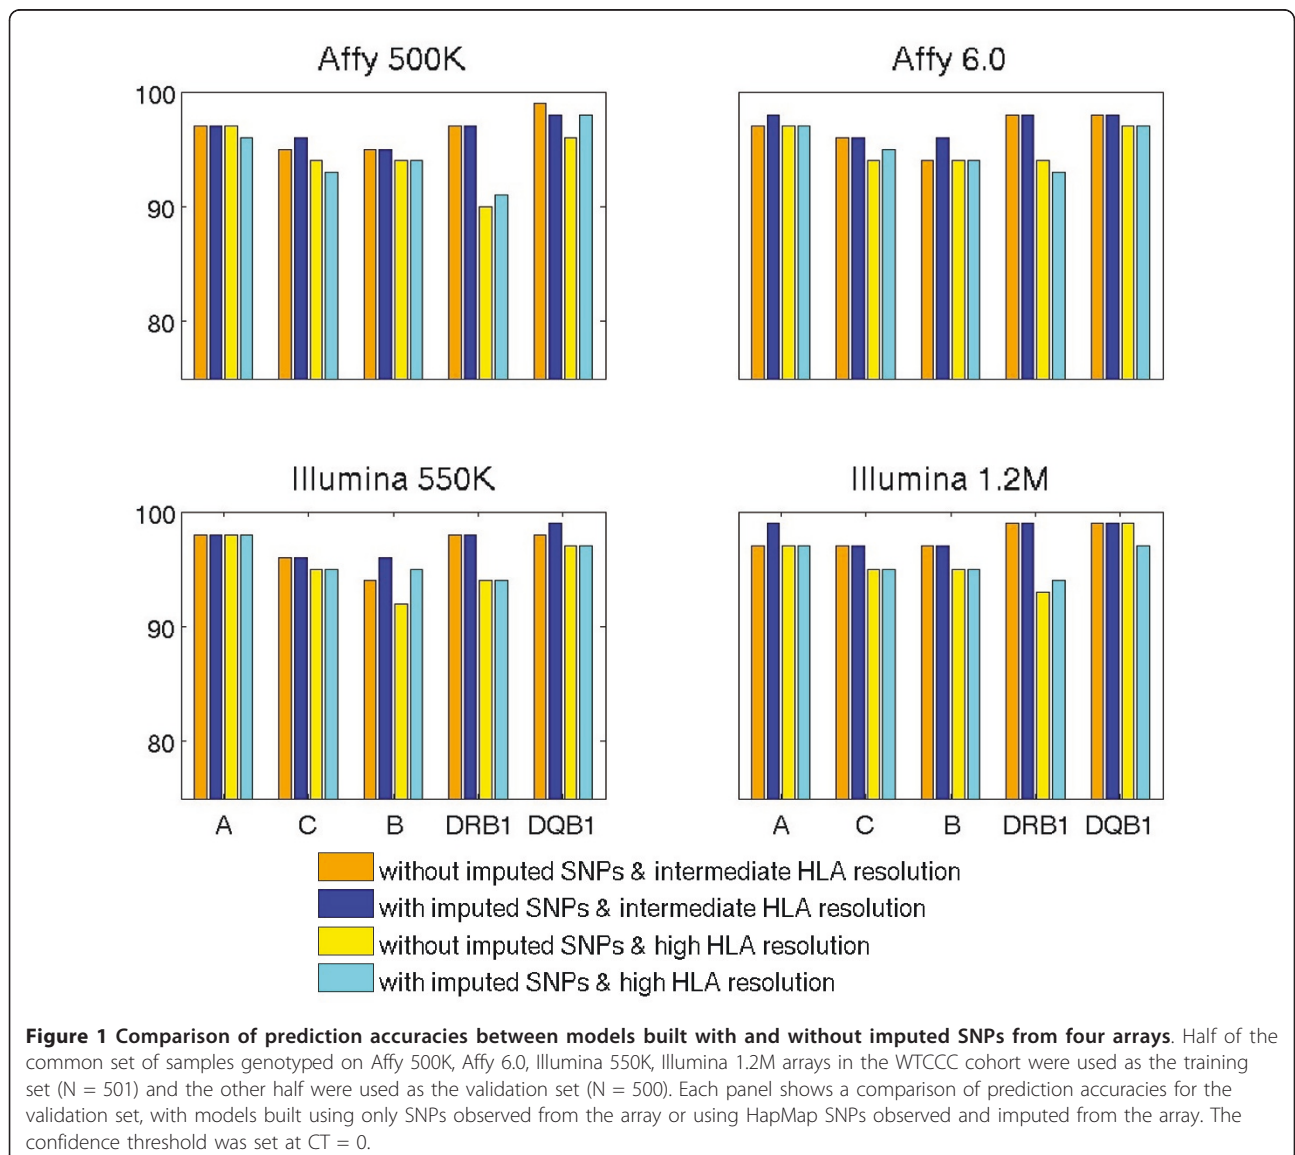 Affy 500K
Affy 6.0
100
90
80
Illumina 550K
Illumina 1.2M
100
90
80
A C B DRB1 DQB1
A C B DRB1 DQB1
without imputed SNPs & intermediate HLA resolution
with imputed SNPs & intermediate HLA resolution
without imputed SNPs & high HLA resolution
with imputed SNPs & high HLA resolution
Figure 1 Comparison of prediction accuracies between models built with and without imputed SNPs from four arrays. Half of the
common set of samples genotyped on Affy 500K, Affy 6.0, Illumina 550K, Illumina 1.2M arrays in the WTCCC cohort were used as the training
set (N = 501) and the other half were used as the validation set (N = 500). Each panel shows a comparison of prediction accuracies for the
validation set, with models built using only SNPs observed from the array or using HapMap SNPs observed and imputed from the array. The
confidence threshold was set at CT = 0.